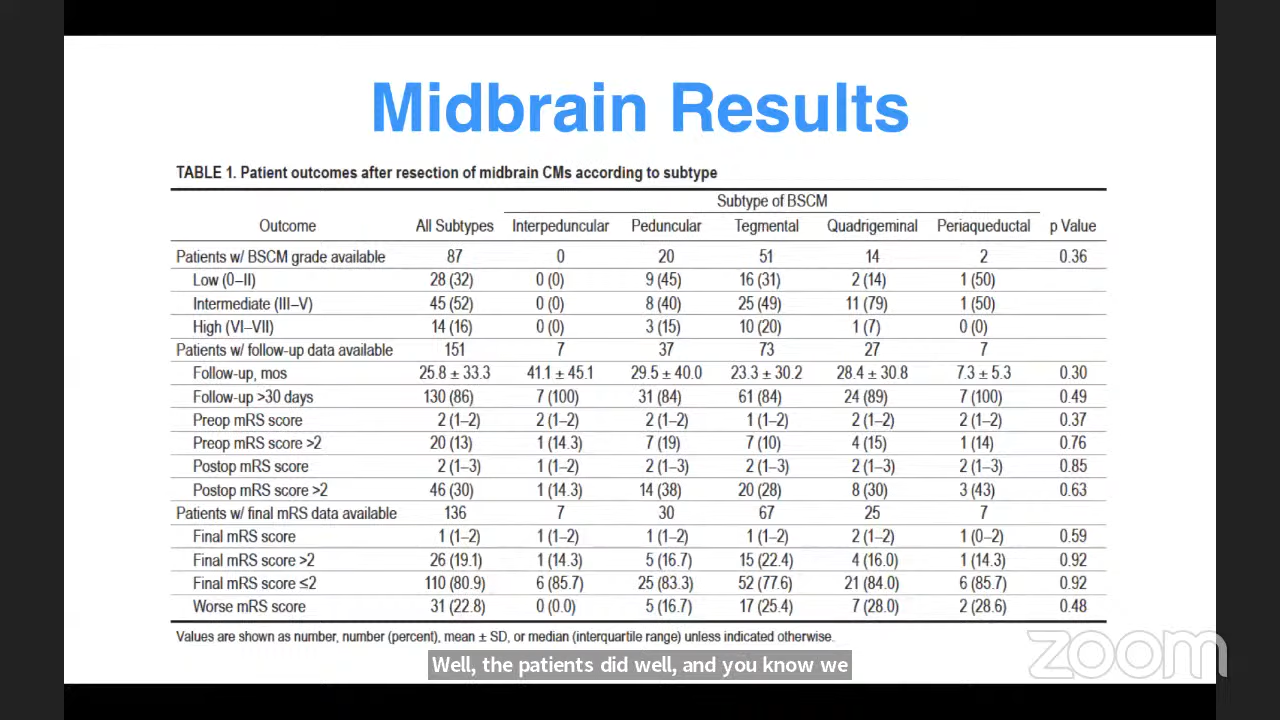 Midbrain Results
TABLE 1. Patient outcomes after resection of midbrain CMs according to subtype
Subtype of BSCM
Outcome All Subtypes Interpeduncular Peduncular Tegmental Quadrigeminal Periaqueductal p Value
Patients w/ BSCM grade available 87 0 20 51 14 2 0.36
Low (0–II) 28 (32) 0 (0) 9 (45) 16 (31) 2 (14) 1 (50)
Intermediate (III–V) 45 (52) 0 (0) 8 (40) 25 (49) 11 (79) 1 (50)
High (VI–VII) 14 (16) 0 (0) 3 (15) 10 (20) 1 (7) 0 (0)
Patients w/ follow-up data available 151 7 37 73 27 7
Follow-up, mos 25.8 ± 33.3 41.1 ± 45.1 29.5 ± 40.0 23.3 ± 30.2 28.4 ± 30.8 7.3 ± 5.3 0.30
Follow-up >30 days 130 (86) 7 (100) 31 (84) 61 (84) 24 (89) 7 (100) 0.49
Preop mRS score 2 (1–2) 2 (1–2) 2 (1–2) 1 (1–2) 2 (1–2) 2 (1–2) 0.37
Preop mRS score >2 20 (13) 1 (14.3) 7 (19) 7 (10) 4 (15) 1 (14) 0.76
Postop mRS score 2 (1–3) 1 (1–2) 2 (1–3) 2 (1–3) 2 (1–3) 2 (1–3) 0.85
Postop mRS score >2 46 (30) 1 (14.3) 14 (38) 20 (28) 8 (30) 3 (43) 0.63
Patients w/ final mRS data available 136 7 30 67 25 7
Final mRS score 1 (1–2) 1 (1–2) 1 (1–2) 1 (1–2) 2 (1–2) 1 (0–2) 0.59
Final mRS score >2 26 (19.1) 1 (14.3) 5 (16.7) 15 (22.4) 4 (16.0) 1 (14.3) 0.92
Final mRS score ≤2 110 (80.9) 6 (85.7) 25 (83.3) 52 (77.6) 21 (84.0) 6 (85.7) 0.92
Worse mRS score 31 (22.8) 0 (0.0) 5 (16.7) 17 (25.4) 7 (28.0) 2 (28.6) 0.48
Values are shown as number, number (percent), mean ± SD, or median (interquartile range) unless indicated otherwise.
zoom
Well, the patients did well, and you know we